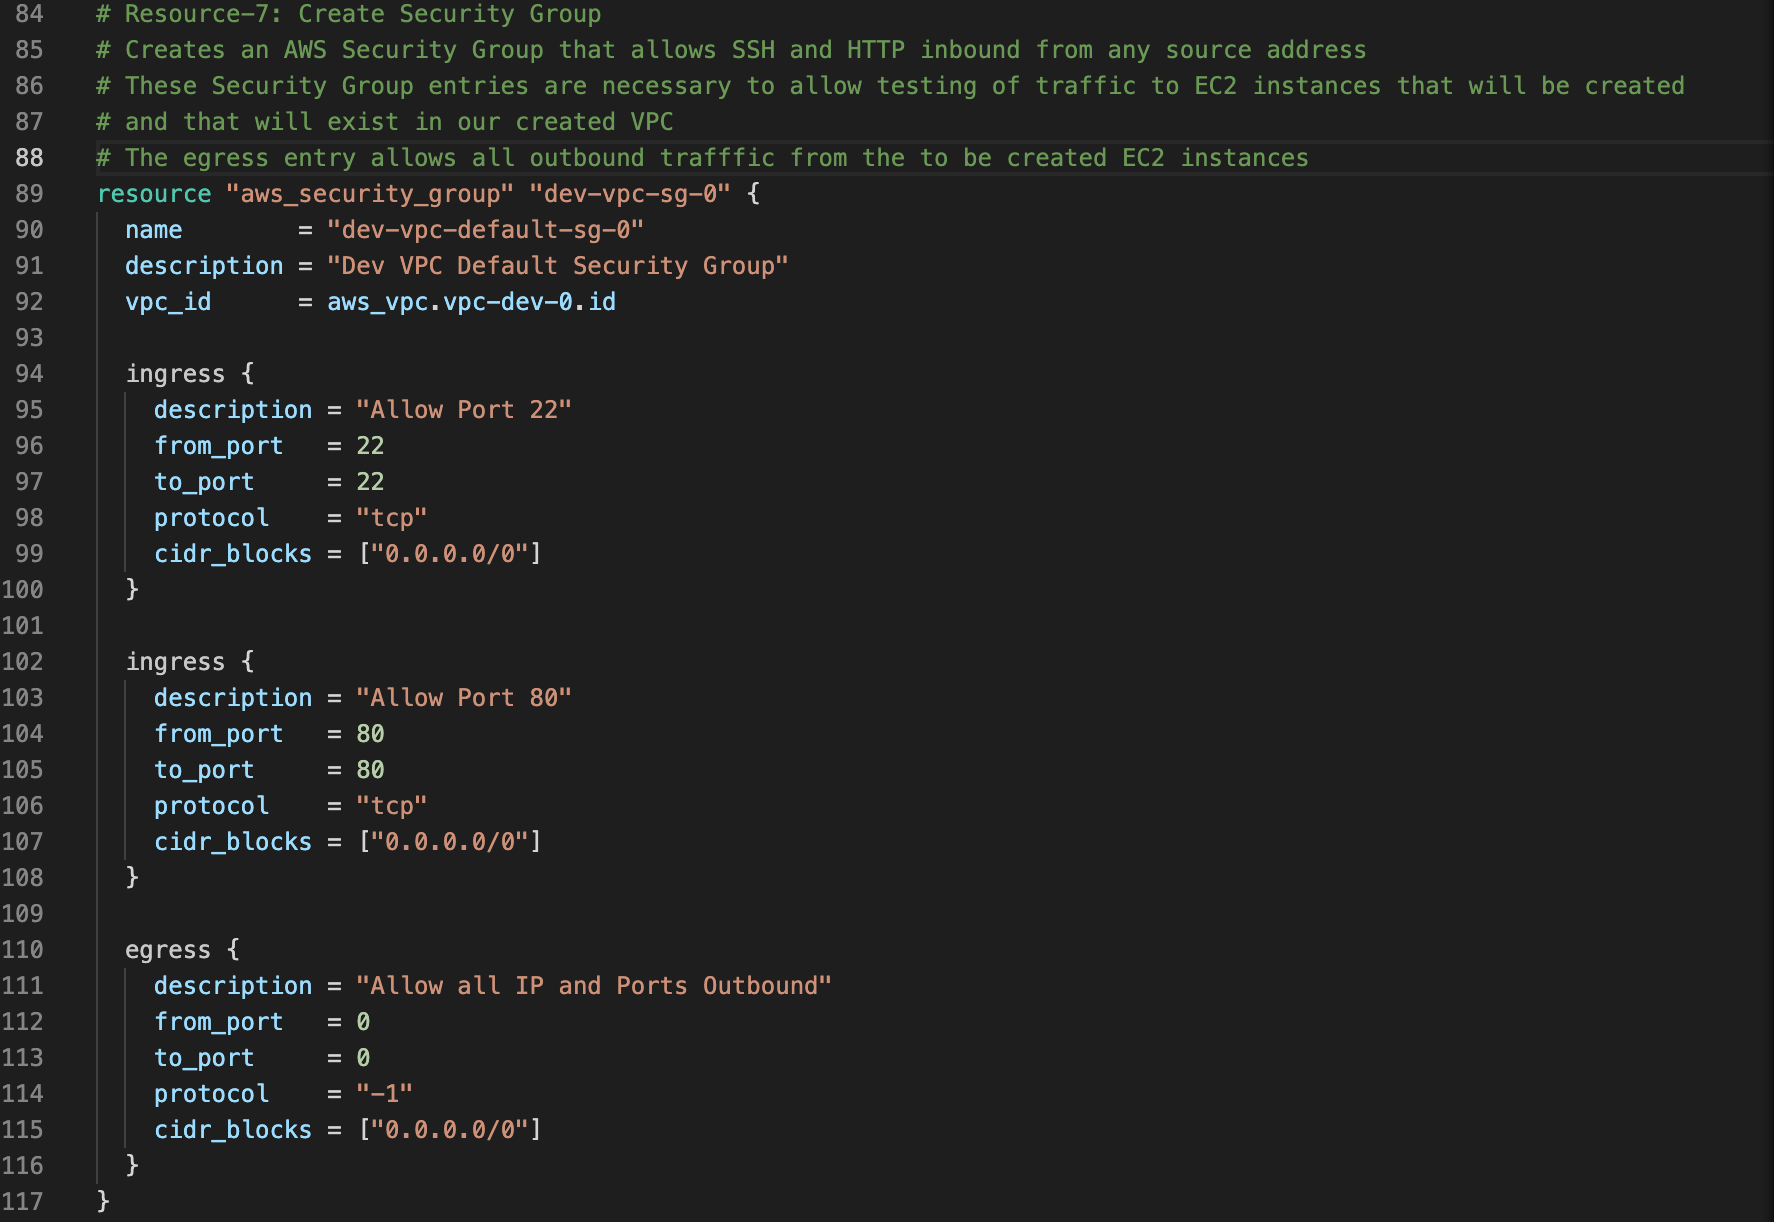 84 # Resource-7: Create Security Group
85 # Creates an AWS Security Group that allows SSH and HTTP inbound from any source address
86 # These Security Group entries are necessary to allow testing of traffic to EC2 instances that will be created
87 # and that will exist in our created VPC
88 # The egress entry allows all outbound trafffic from the to be created EC2 instances
89 resource "aws_security_group" "dev-vpc-sg-0" {
90   name        = "dev-vpc-default-sg-0"
91   description = "Dev VPC Default Security Group"
92   vpc_id      = aws_vpc.vpc-dev-0.id
93
94   ingress {
95     description = "Allow Port 22"
96     from_port   = 22
97     to_port     = 22
98     protocol    = "tcp"
99     cidr_blocks = ["0.0.0.0/0"]
100   }
101
102   ingress {
103     description = "Allow Port 80"
104     from_port   = 80
105     to_port     = 80
106     protocol    = "tcp"
107     cidr_blocks = ["0.0.0.0/0"]
108   }
109
110   egress {
111     description = "Allow all IP and Ports Outbound"
112     from_port   = 0
113     to_port     = 0
114     protocol    = "-1"
115     cidr_blocks = ["0.0.0.0/0"]
116   }
117 }